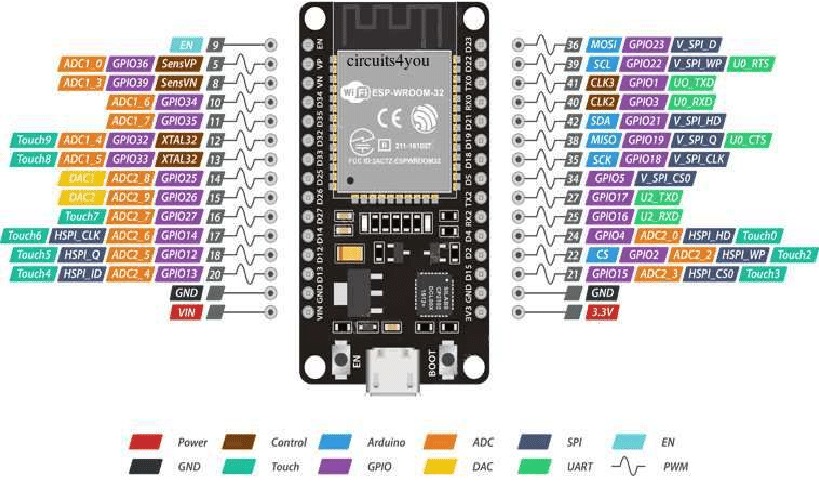 EN 9 EN D23 36 MOSI GPIO23 V_SPI_D
ADC1_0 GPIO36 SensVP 5 VP circuits4you D22 39 SCL GPIO22 V_SPI_WP U0_RTS
ADC1_3 GPIO39 SensVN 8 VN TX0 41 CLK3 GPIO1 UO_TXD
ADC1_6 GPIO34 10 D34 WiFi ESP-WROOM-32 RX0 40 CLK2 GPIO3 U0_RXD
ADC1_7 GPIO35 11 D35 CE D21 42 SDA GPIO21 V_SPI_HD
Touch9 ADC1_4 GPIO32 XTAL32 12 D32 D19 38 MISO GPIO19 V_SPI_Q U0_CTS
Touch8 ADC1_5 GPIO33 XTAL32 13 D33 D18 35 SCK GPIO18 V_SPI_CLK
DAC1 ADC2_8 GPIO25 14 D25 D5 34 GPIO5 V_SPI_CS0
DAC2 ADC2_9 GPIO26 15 D26 TX2 27 GPIO17 U2_TXD
Touch7 ADC2_7 GPIO27 16 D27 RX2 25 GPIO16 U2_RXD
Touch6 HSPI_CLK ADC2_6 GPIO14 17 D14 D4 24 GPIO4 ADC2_0 HSPI_HD Touch0
Touch5 HSPI_Q ADC2_5 GPIO12 18 D12 D2 22 CS GPIO2 ADC2_2 HSPI_WP Touch2
Touch4 HSPI_ID ADC2_4 GPIO13 20 D13 D15 21 GPIO15 ADC2_3 HSPI_CS0 Touch3
GND GND GND GND
VIN VIN 3V3 3.3V
EN BOOT
Power Control Arduino ADC SPI EN
GND Touch GPIO DAC UART PWM